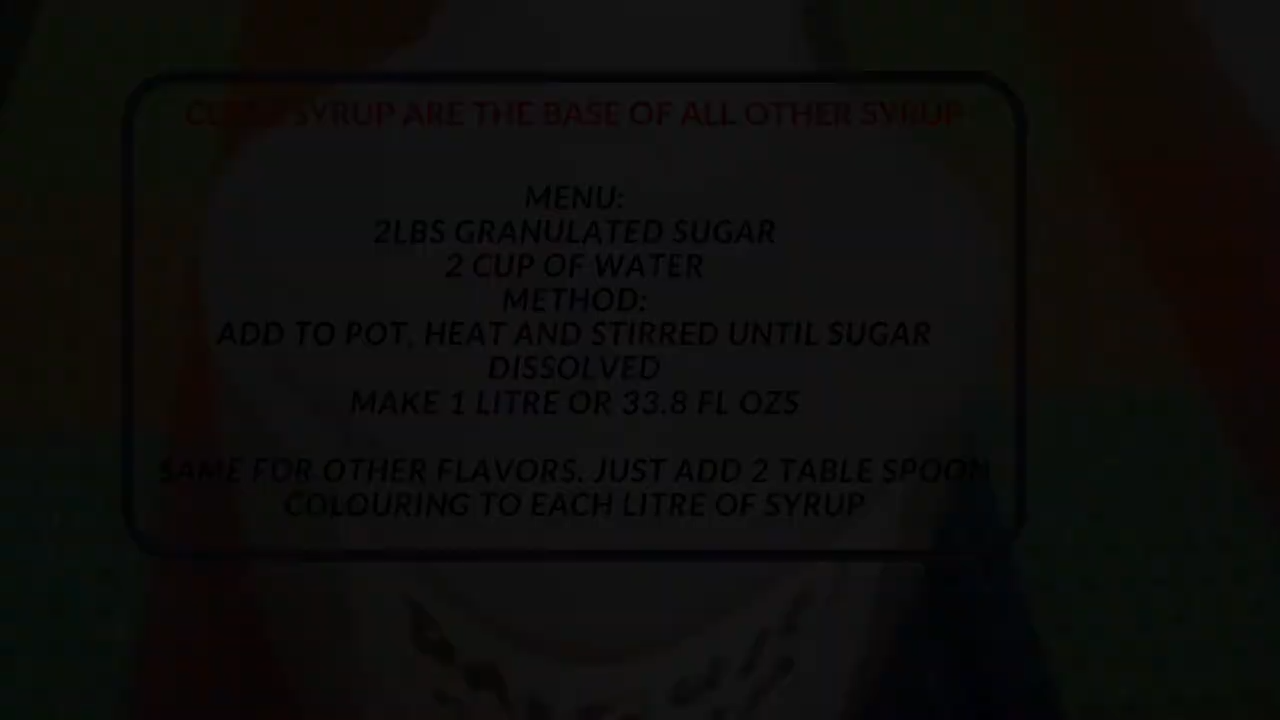 SYRUP ARE THE BASE OF ALL OTHER SYRUP
MENU:
2LBS GRANULATED SUGAR
2 CUP OF WATER
METHOD:
ADD TO POT, HEAT AND STIRRED UNTIL SUGAR
DISSOLVED
MAKE 1 LITRE OR 33.8 FL OZS
SAME FOR OTHER FLAVORS. JUST ADD 2 TABLE SPOON
COLOURING TO EACH LITRE OF SYRUP